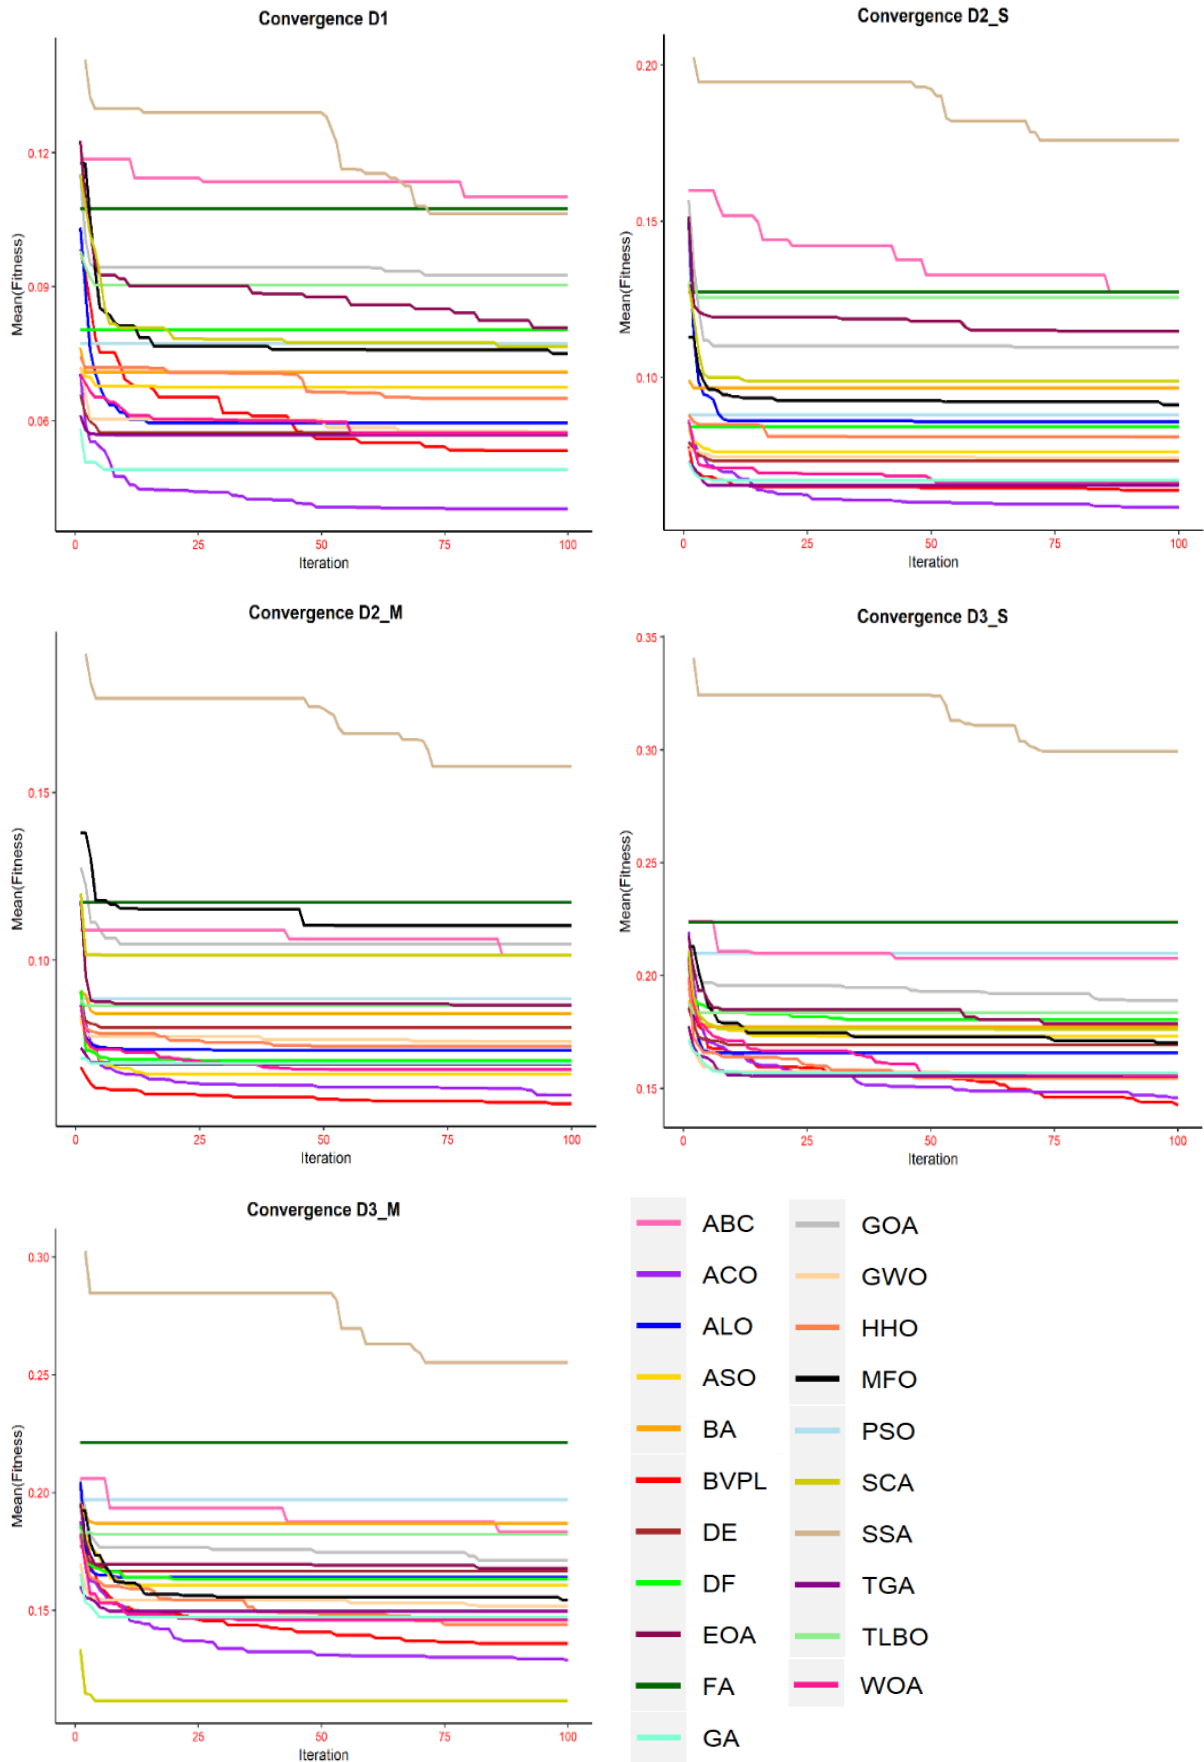 Convergence D1
Mean(Fitness)
0.12
0.09
0.06
0 25 50 75 100
Iteration
Convergence D2_S
Mean(Fitness)
0.20
0.15
0.10
0 25 50 75 100
Iteration
Convergence D2_M
Mean(Fitness)
0.15
0.10
0 25 50 75 100
Iteration
Convergence D3_S
Mean(Fitness)
0.35
0.30
0.25
0.20
0.15
0 25 50 75 100
Iteration
Convergence D3_M
Mean(Fitness)
0.30
0.25
0.20
0.15
0 25 50 75 100
Iteration
ABC
ACO
ALO
ASO
BA
BVPL
DE
DF
EOA
FA
GA
GOA
GWO
HHO
MFO
PSO
SCA
SSA
TGA
TLBO
WOA